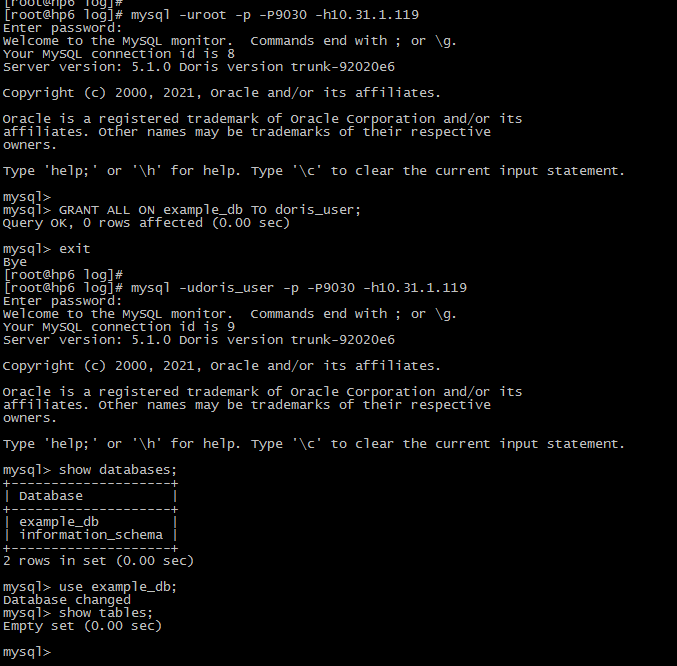 [root@hp6 log]#
[root@hp6 log]# mysql -uroot -p -P9030 -h10.31.1.119
Enter password:
Welcome to the MySQL monitor.  Commands end with ; or \g.
Your MySQL connection id is 8
Server version: 5.1.0 Doris version trunk-92020e6

Copyright (c) 2000, 2021, Oracle and/or its affiliates.

Oracle is a registered trademark of Oracle Corporation and/or its
affiliates. Other names may be trademarks of their respective
owners.

Type 'help;' or '\h' for help. Type '\c' to clear the current input statement.

mysql>
mysql> GRANT ALL ON example_db TO doris_user;
Query OK, 0 rows affected (0.00 sec)

mysql> exit
Bye
[root@hp6 log]#
[root@hp6 log]# mysql -udoris_user -p -P9030 -h10.31.1.119
Enter password:
Welcome to the MySQL monitor.  Commands end with ; or \g.
Your MySQL connection id is 9
Server version: 5.1.0 Doris version trunk-92020e6

Copyright (c) 2000, 2021, Oracle and/or its affiliates.

Oracle is a registered trademark of Oracle Corporation and/or its
affiliates. Other names may be trademarks of their respective
owners.

Type 'help;' or '\h' for help. Type '\c' to clear the current input statement.

mysql> show databases;
+--------------------+
| Database           |
+--------------------+
| example_db         |
| information_schema |
+--------------------+
2 rows in set (0.00 sec)

mysql> use example_db;
Database changed
mysql> show tables;
Empty set (0.00 sec)

mysql>